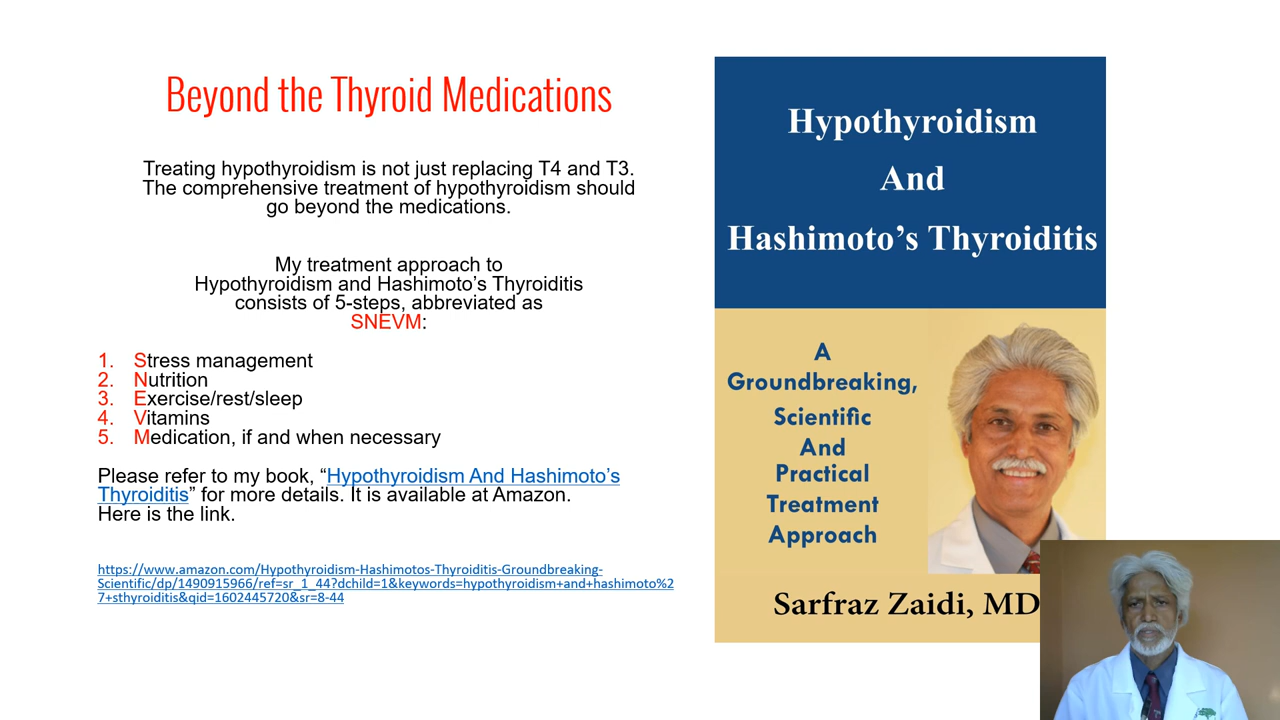 Beyond the Thyroid Medications
Treating hypothyroidism is not just replacing T4 and T3.
The comprehensive treatment of hypothyroidism should
go beyond the medications.
My treatment approach to
Hypothyroidism and Hashimoto’s Thyroiditis
consists of 5-steps, abbreviated as
SNEVM:
1. Stress management
2. Nutrition
3. Exercise/rest/sleep
4. Vitamins
5. Medication, if and when necessary
Please refer to my book, “Hypothyroidism And Hashimoto’s
Thyroiditis” for more details. It is available at Amazon.
Here is the link.
https://www.amazon.com/Hypothyroidism-Hashimotos-Thyroiditis-Groundbreaking-
Scientific/dp/1490915966/ref=sr_1_44?dchild=1&keywords=hypothyroidism+and+hashimoto%2
7+sthyroiditis&qid=1602445720&sr=8-44
Hypothyroidism
And
Hashimoto’s Thyroiditis
A
Groundbreaking,
Scientific
And
Practical
Treatment
Approach
Sarfraz Zaidi, MD